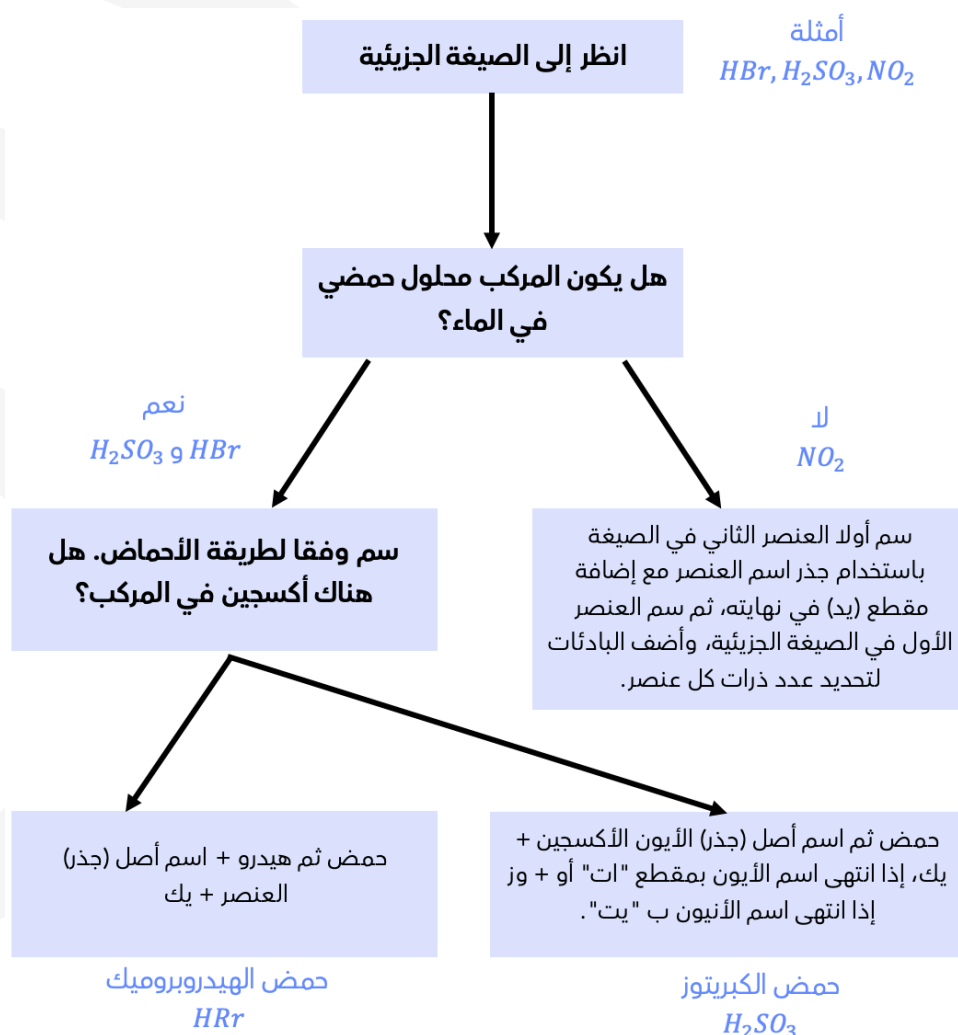 أمثلة
HBr, H₂SO₃, NO₂
انظر إلى الصيغة الجزيئية
هل يكون المركب محلول حمضي
في الماء؟
نعم
HBr و H₂SO₃
لا
NO₂
سم وفقا لطريقة الأحماض. هل
هناك أكسجين في المركب؟
سم أولا العنصر الثاني في الصيغة
باستخدام جذر اسم العنصر مع إضافة
مقطع (يد) في نهايته، ثم سم العنصر
الأول في الصيغة الجزيئية، وأضف البادئات
لتحديد عدد ذرات كل عنصر.
حمض ثم هيدرو + اسم أصل (جذر)
العنصر + يك
حمض ثم اسم أصل (جذر) الأيون الأكسجين +
يك، إذا انتهى اسم الأيون بمقطع "ات" أو + وز
إذا انتهى اسم الأنيون ب "يت".
حمض الهيدروبروميك
HRr
حمض الكبريتوز
H₂SO₃